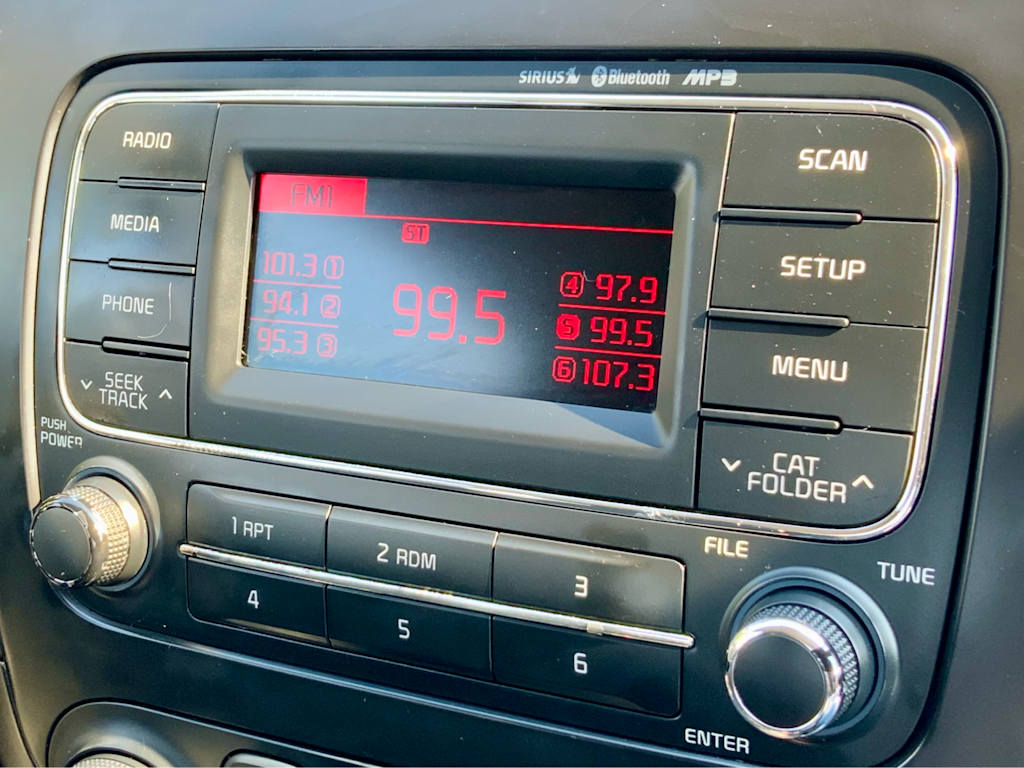 SIRIUS Bluetooth MP3
RADIO
MEDIA
PHONE
SEEK
TRACK
PUSH
POWER
FM1
ST
101.3 1
94.1 2
95.3 3
99.5
4 97.9
5 99.5
6 107.3
SCAN
SETUP
MENU
CAT
FOLDER
1 RPT
2 RDM
3
4
5
6
FILE
TUNE
ENTER